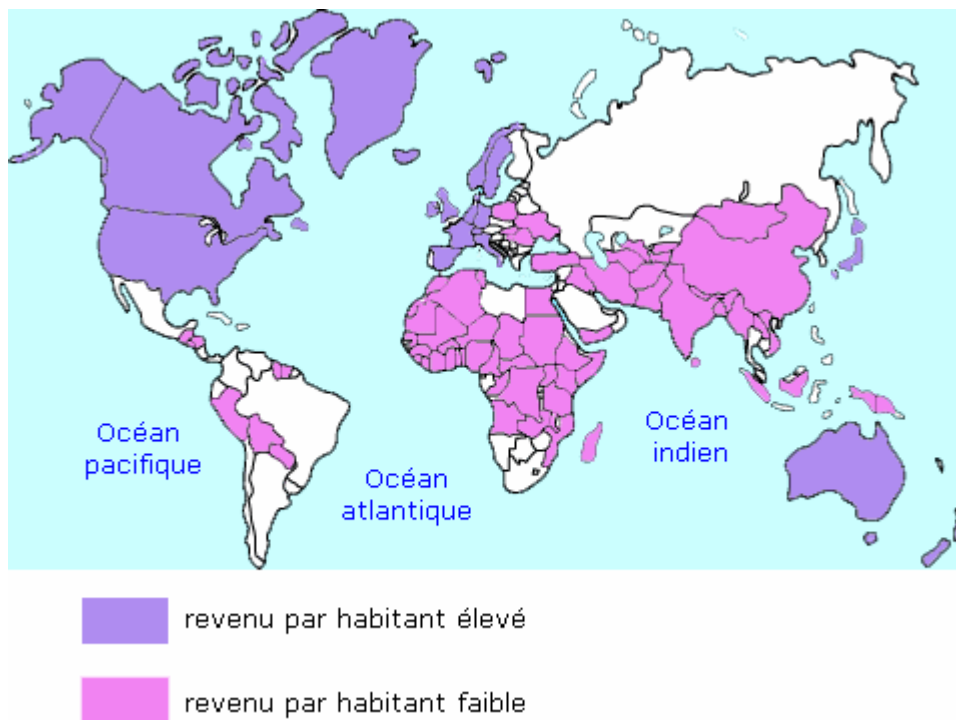 Océan
pacifique
Océan
atlantique
Océan
indien
revenu par habitant élevé
revenu par habitant faible